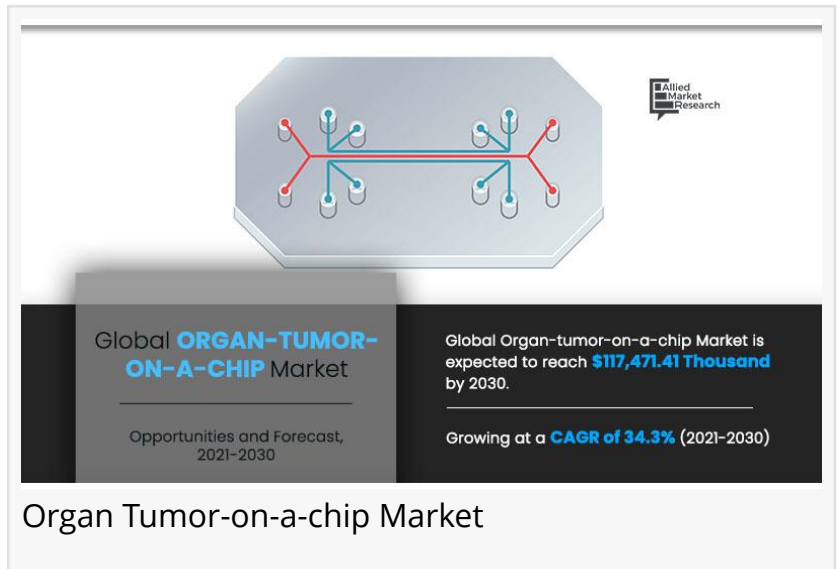 Allied
Market
Research
Global ORGAN-TUMOR-
ON-A-CHIP Market
Opportunities and Forecast,
2021-2030
Global Organ-tumor-on-a-chip Market is
expected to reach $117,471.41 Thousand
by 2030.
Growing at a CAGR of 34.3% (2021-2030)
Organ Tumor-on-a-chip Market